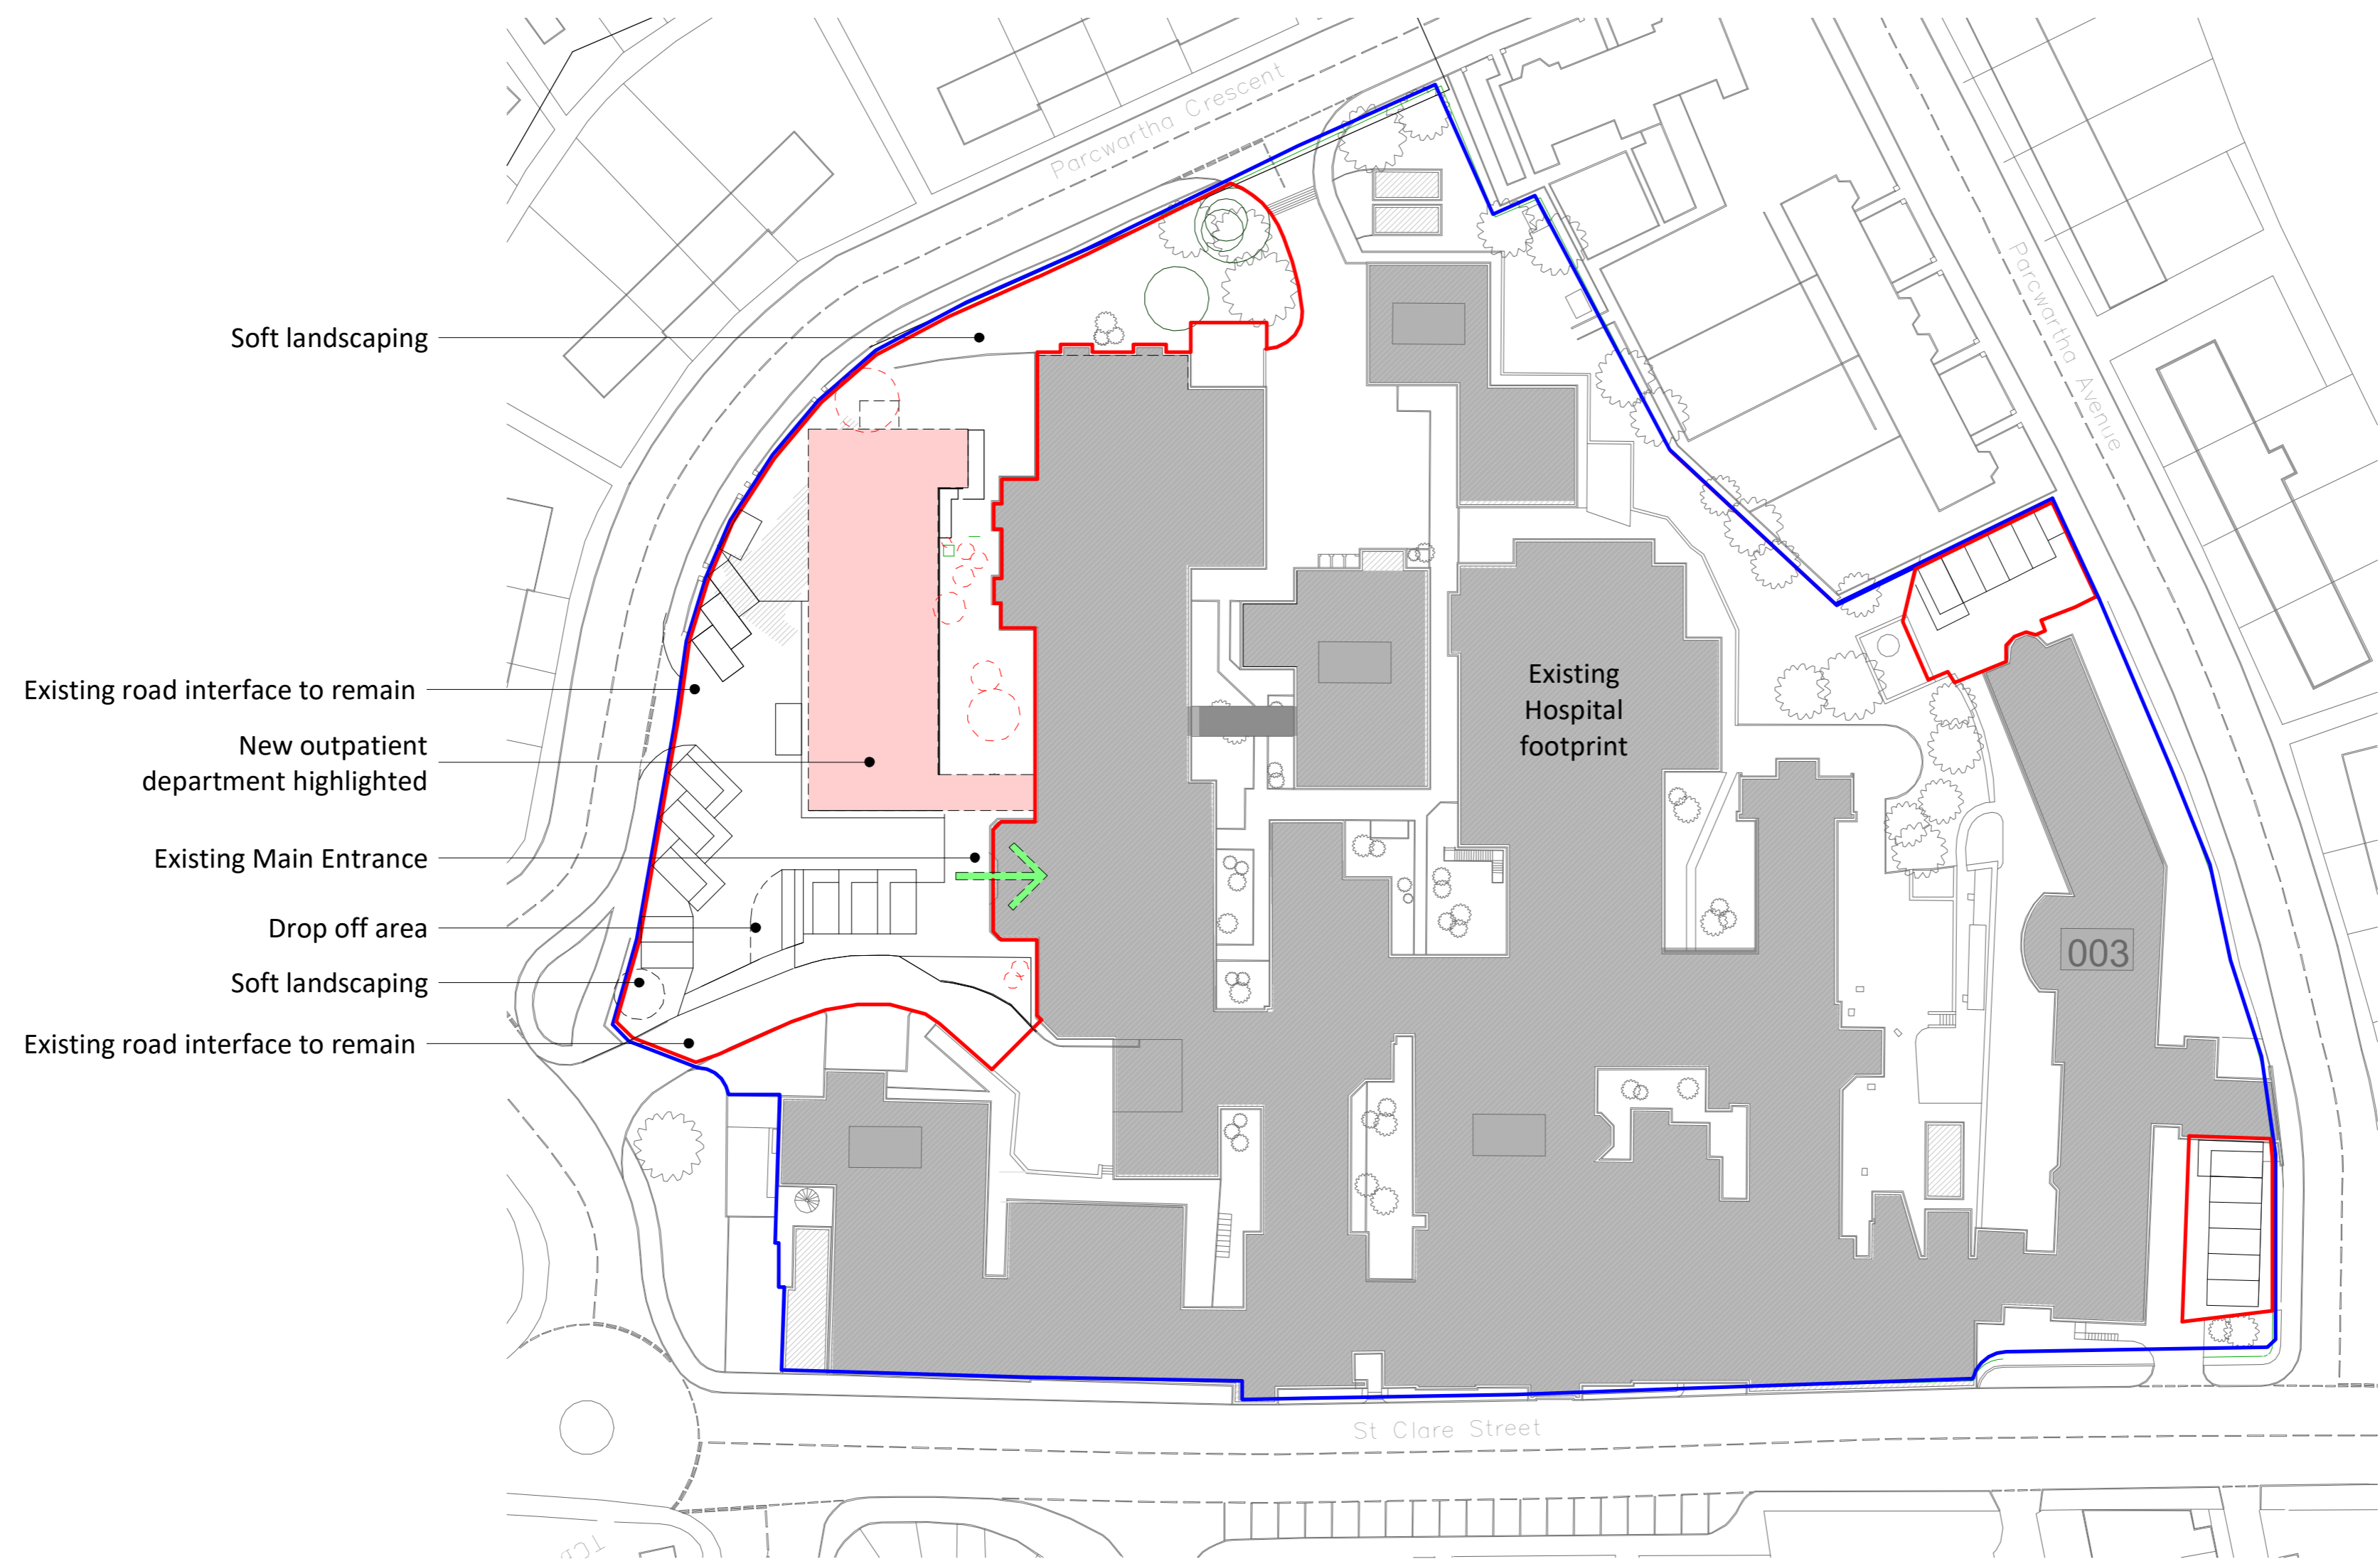 Parcwartha Crescent
Soft landscaping
Parcwartha Avenue
Existing road interface to remain
New outpatient
department highlighted
Existing
Hospital
footprint
Existing Main Entrance
Drop off area
003
Soft landscaping
Existing road interface to remain
St Clare Street
TCB